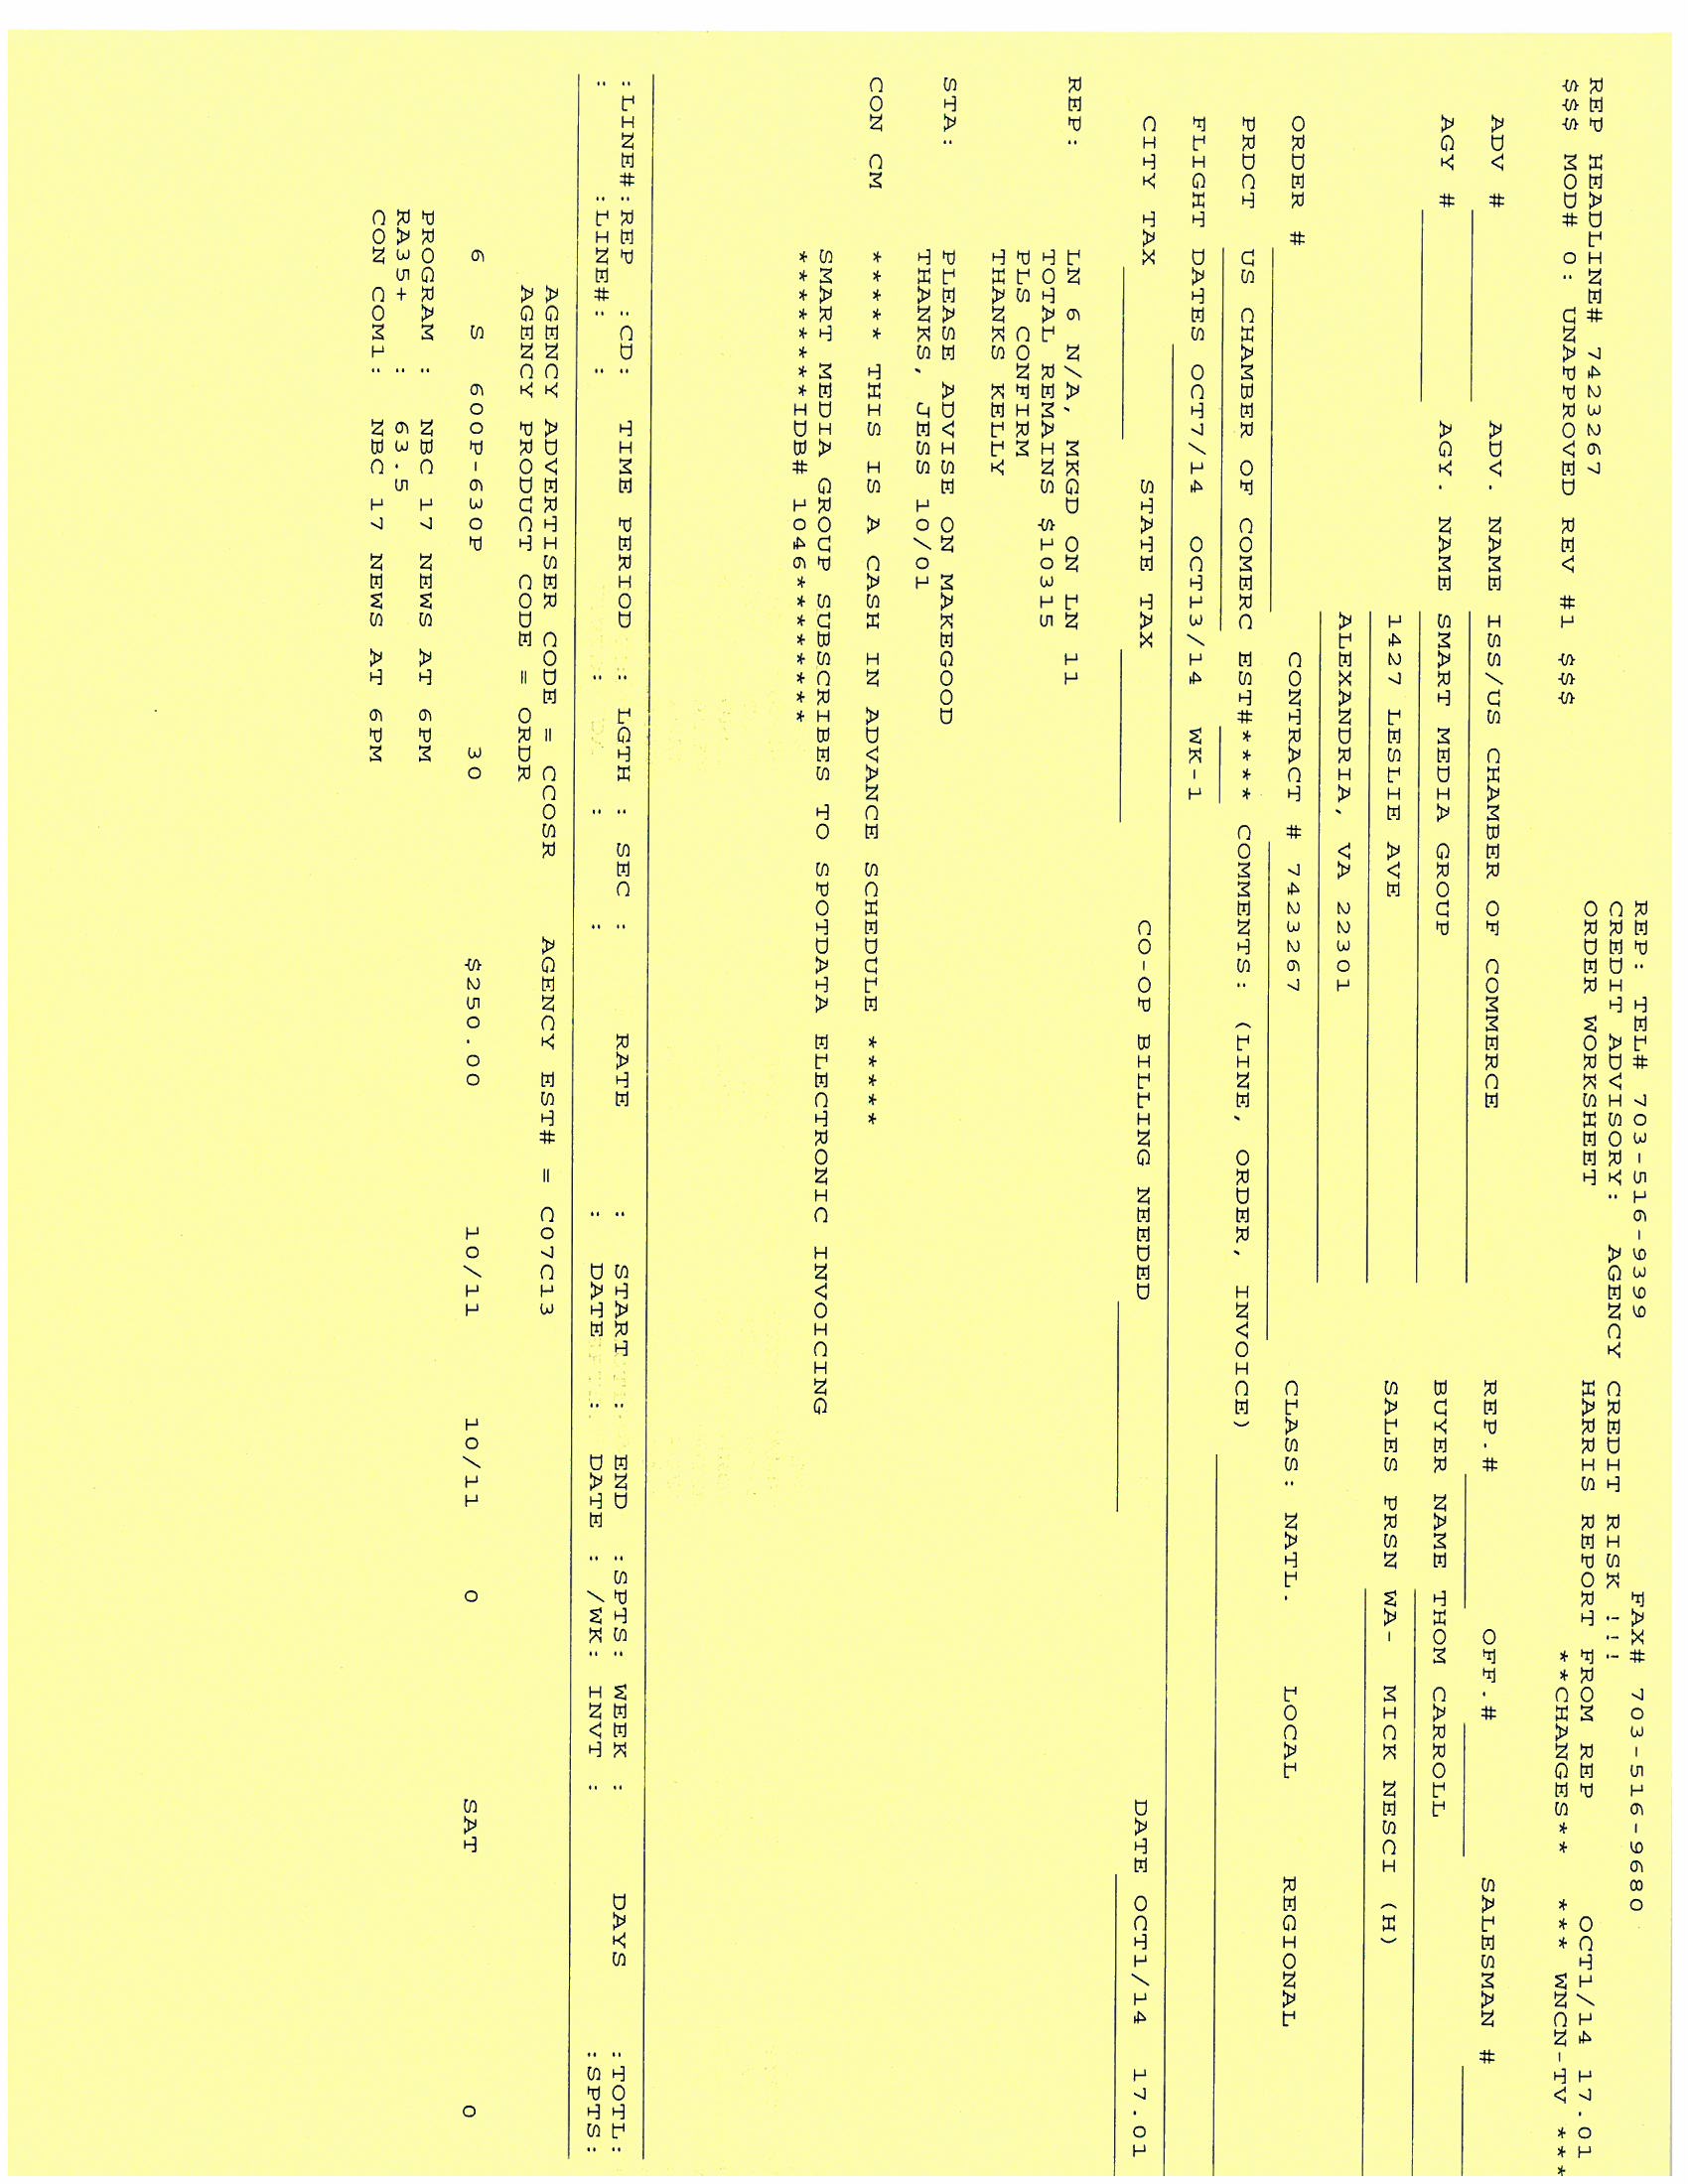 REP: TEL# 703-516-9399 FAX# 703-516-9680
CREDIT ADVISORY: AGENCY CREDIT RISK !!!
ORDER WORKSHEET HARRIS REPORT FROM REP OCT1/14 17.01
REP HEADLINE# 7423267
$$$ MOD# 0: UNAPPROVED REV #1 $$$ **CHANGES** *** WNCN-TV ***
ADV # ADV. NAME ISS/US CHAMBER OF COMMERCE REP.# OFF.# SALESMAN #
AGY # AGY. NAME SMART MEDIA GROUP BUYER NAME THOM CARROLL
1427 LESLIE AVE SALES PRSN WA- MICK NESCI (H)
ALEXANDRIA, VA 22301
ORDER # CONTRACT # 7423267 CLASS: NATL. LOCAL REGIONAL
PRDCT US CHAMBER OF COMERC EST#**** COMMENTS: (LINE, ORDER, INVOICE)
FLIGHT DATES OCT7/14 OCT13/14 WK-1
CITY TAX STATE TAX CO-OP BILLING NEEDED DATE OCT1/14 17.01
REP: LN 6 N/A, MKGD ON LN 11
TOTAL REMAINS $10315
PLS CONFIRM
THANKS KELLY
STA: PLEASE ADVISE ON MAKEGOOD
THANKS, JESS 10/01
CON CM ***** THIS IS A CASH IN ADVANCE SCHEDULE *****
SMART MEDIA GROUP SUBSCRIBES TO SPOTDATA ELECTRONIC INVOICING
********IDB# 1046********
:LINE#:REP :CD: TIME PERIOD : LGTH : SEC : RATE : START : END :SPTS: WEEK : DAYS :TOTL:
: :LINE#: : : : : : DATE : DATE : /WK: INVT : :SPTS:
AGENCY ADVERTISER CODE = CCOSR AGENCY EST# = C07C13
AGENCY PRODUCT CODE = ORDR
6 S 600P-630P 30 $250.00 10/11 10/11 0 SAT 0
PROGRAM : NBC 17 NEWS AT 6PM
RA35+ : 63.5
CON COM1: NBC 17 NEWS AT 6PM